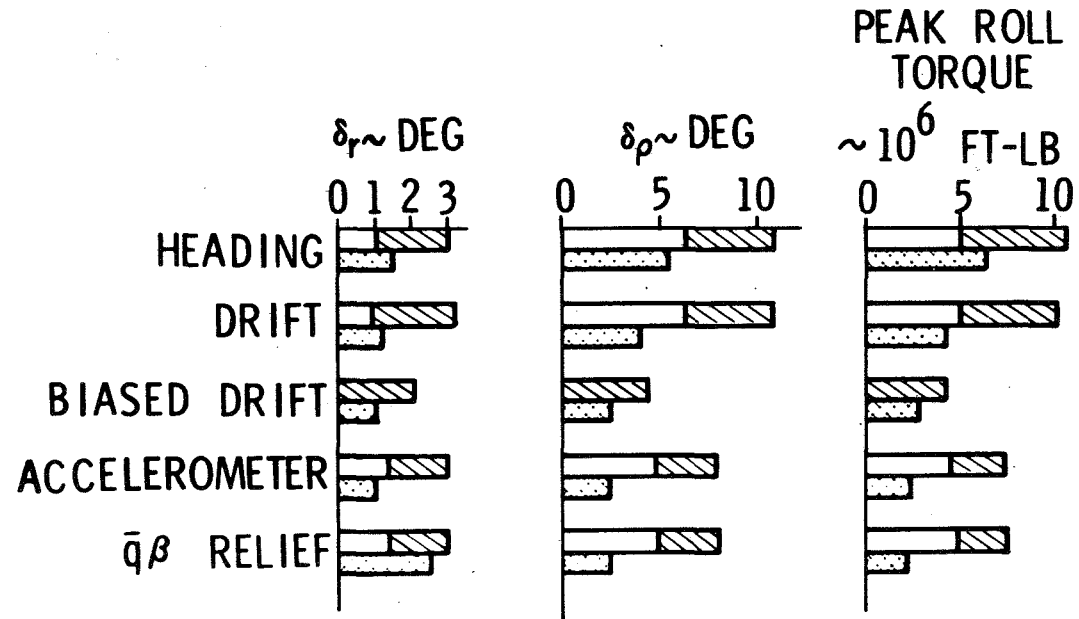 PEAK ROLL
TORQUE
δr ~ DEG
δρ ~ DEG
~ 10⁶ FT-LB
0 1 2 3
0 5 10
0 5 10
HEADING
DRIFT
BIASED DRIFT
ACCELEROMETER
q̄β RELIEF